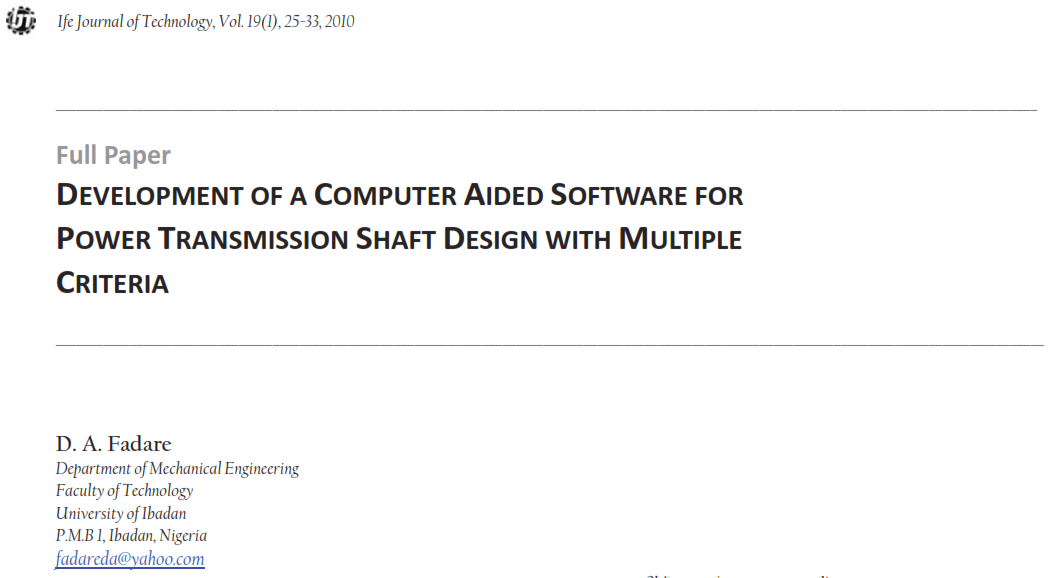 Ife Journal of Technology, Vol. 19(1), 25-33, 2010
Full Paper
DEVELOPMENT OF A COMPUTER AIDED SOFTWARE FOR
POWER TRANSMISSION SHAFT DESIGN WITH MULTIPLE
CRITERIA
D. A. Fadare
Department of Mechanical Engineering
Faculty of Technology
University of Ibadan
P.M.B 1, Ibadan, Nigeria
fadareda@yahoo.com